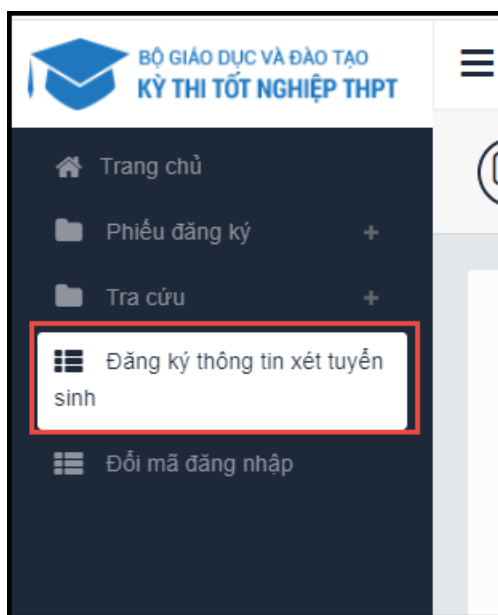 BỘ GIÁO DỤC VÀ ĐÀO TẠO
KỲ THI TỐT NGHIỆP THPT
Trang chủ
Phiếu đăng ký +
Tra cứu +
Đăng ký thông tin xét tuyển
sinh
Đổi mã đăng nhập